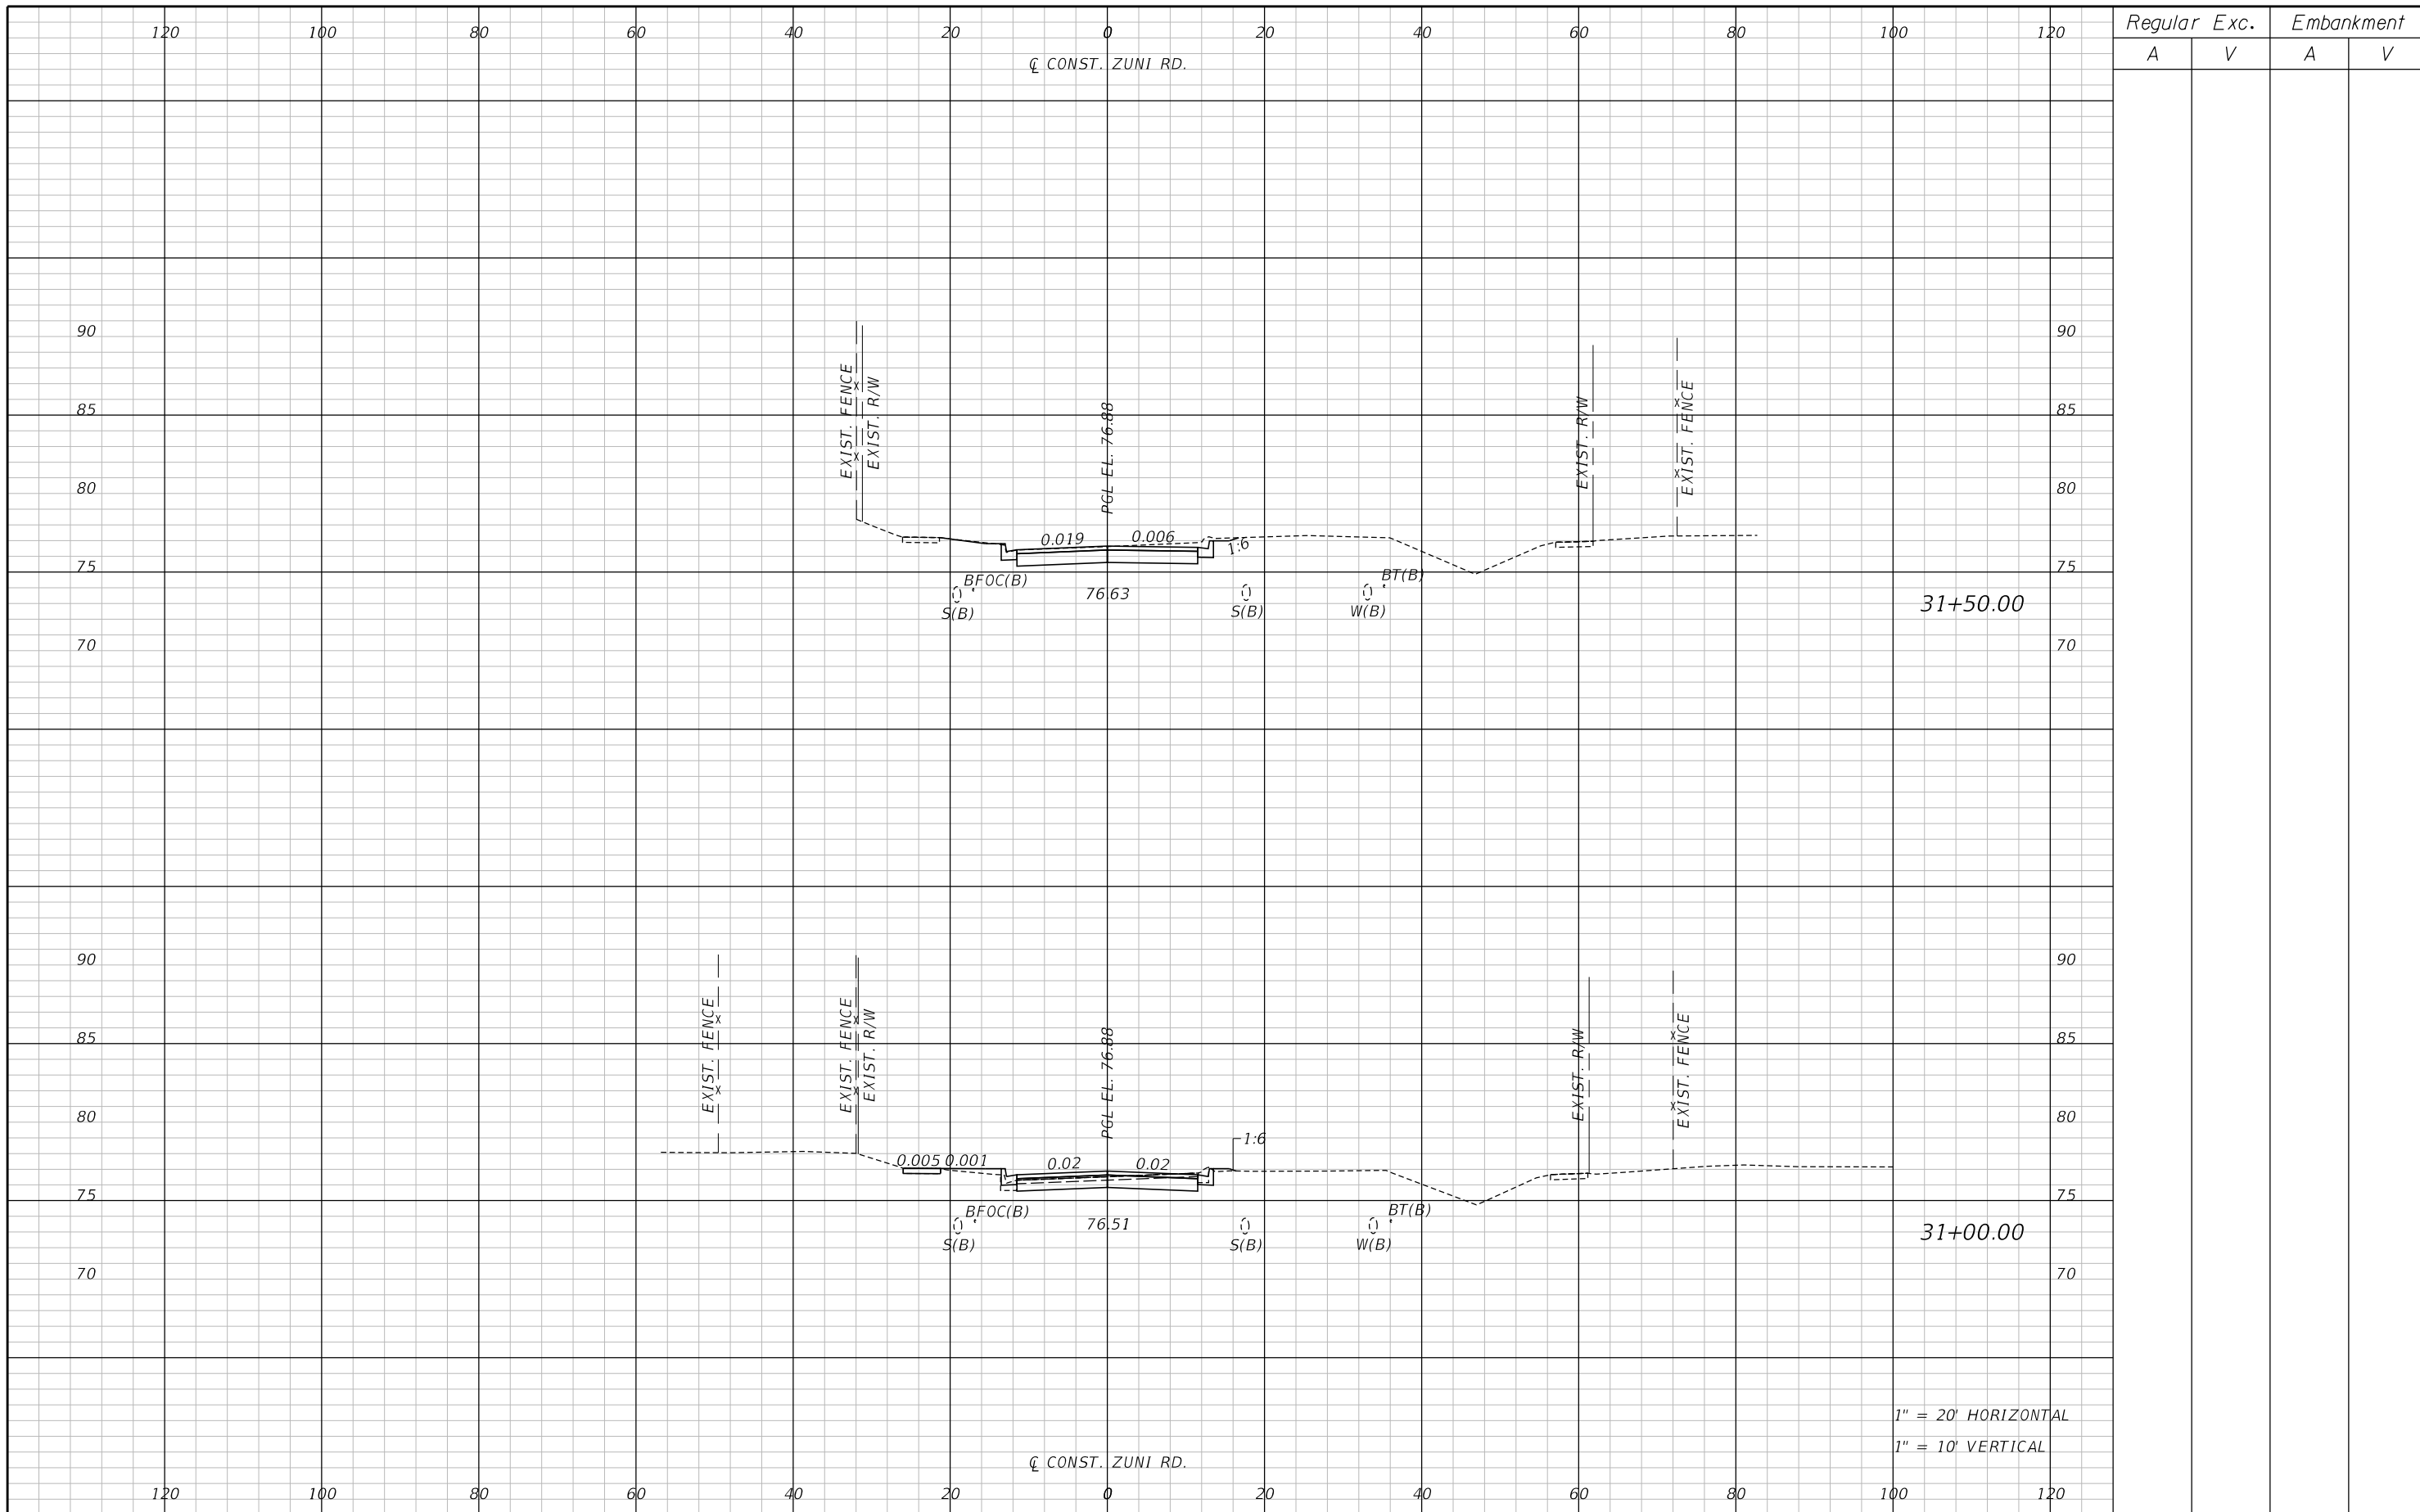 120 100 80 60 40 20 0 20 40 60 80 100 120
Regular Exc. Embankment
A V A V
℄ CONST. ZUNI RD.
90 90
85 85
80 80
75 75
70 70
EXIST. FENCE
EXIST. R/W
PGL EL. 76.88
EXIST. R/W
EXIST. FENCE
0.019 0.006
1:6
BFOC(B)
S(B)
76.63
S(B)
BT(B)
W(B)
31+50.00
90 90
85 85
80 80
75 75
70 70
EXIST. FENCE
EXIST. FENCE
EXIST. R/W
PGL EL. 76.88
EXIST. R/W
EXIST. FENCE
1:6
0.005 0.001 0.02 0.02
BFOC(B)
S(B)
76.51
S(B)
BT(B)
W(B)
31+00.00
1" = 20' HORIZONTAL
1" = 10' VERTICAL
℄ CONST. ZUNI RD.
120 100 80 60 40 20 0 20 40 60 80 100 120